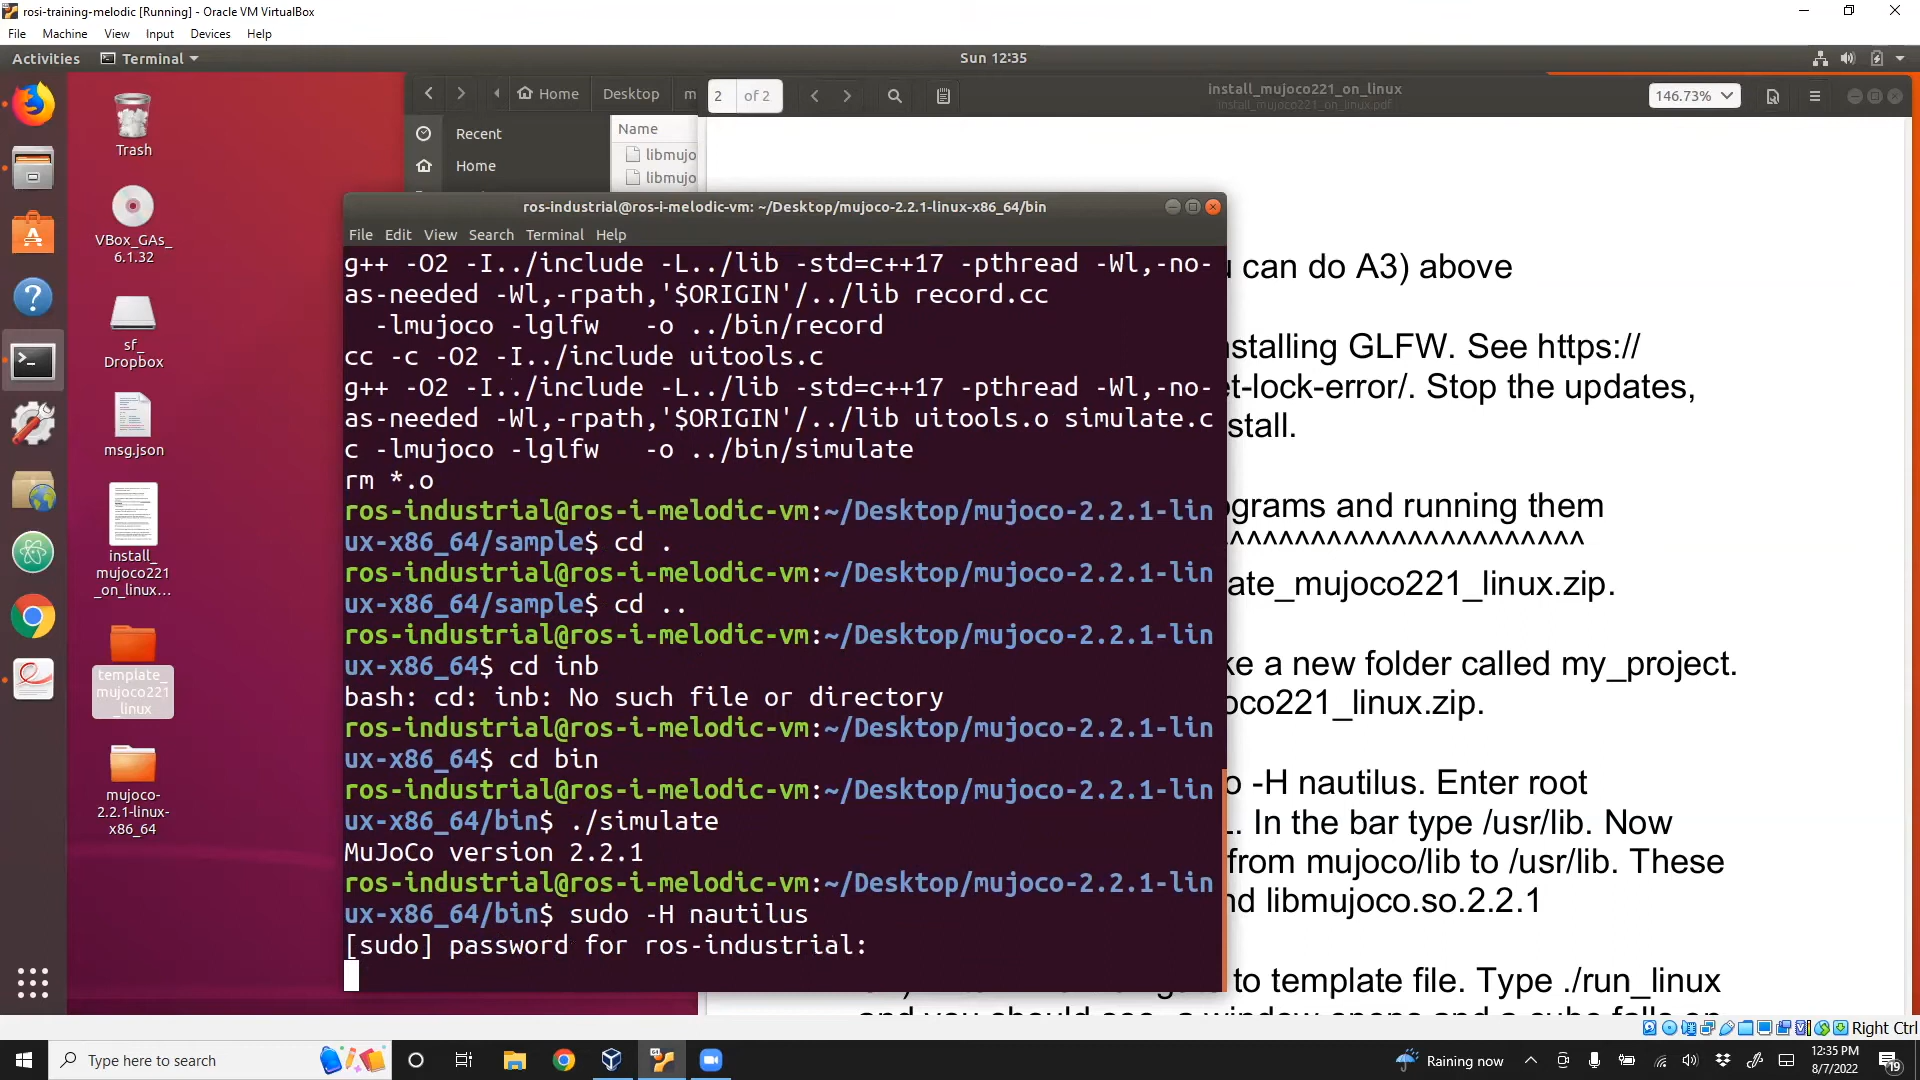 rosi-training-melodic [Running] - Oracle VM VirtualBox
File Machine View Input Devices Help
Activities Terminal Sun 12:35
Home Desktop m 2 of 2 install_mujoco221_on_linux 146.73%
install_mujoco221_on_linux.pdf
Recent
Home
Name
libmujo
libmujo
Trash
VBox_GAs_
6.1.32
sf_
Dropbox
msg.json
install_
mujoco221
_on_linux...
template_
mujoco221
_linux
mujoco-
2.2.1-linux-
x86_64
ros-industrial@ros-i-melodic-vm: ~/Desktop/mujoco-2.2.1-linux-x86_64/bin
File Edit View Search Terminal Help
g++ -O2 -I../include -L../lib -std=c++17 -pthread -Wl,-no-
as-needed -Wl,-rpath,'$ORIGIN'/../lib record.cc
-lmujoco -lglfw -o ../bin/record
cc -c -O2 -I../include uitools.c
g++ -O2 -I../include -L../lib -std=c++17 -pthread -Wl,-no-
as-needed -Wl,-rpath,'$ORIGIN'/../lib uitools.o simulate.c
c -lmujoco -lglfw -o ../bin/simulate
rm *.o
ros-industrial@ros-i-melodic-vm:~/Desktop/mujoco-2.2.1-lin
ux-x86_64/sample$ cd .
ros-industrial@ros-i-melodic-vm:~/Desktop/mujoco-2.2.1-lin
ux-x86_64/sample$ cd ..
ros-industrial@ros-i-melodic-vm:~/Desktop/mujoco-2.2.1-lin
ux-x86_64$ cd inb
bash: cd: inb: No such file or directory
ros-industrial@ros-i-melodic-vm:~/Desktop/mujoco-2.2.1-lin
ux-x86_64$ cd bin
ros-industrial@ros-i-melodic-vm:~/Desktop/mujoco-2.2.1-lin
ux-x86_64/bin$ ./simulate
MuJoCo version 2.2.1
ros-industrial@ros-i-melodic-vm:~/Desktop/mujoco-2.2.1-lin
ux-x86_64/bin$ sudo -H nautilus
[sudo] password for ros-industrial:
can do A3) above
nstalling GLFW. See https://
et-lock-error/. Stop the updates,
stall.
ograms and running them
^^^^^^^^^^^^^^^^^^^^^^^
ate_mujoco221_linux.zip.
ke a new folder called my_project.
oco221_linux.zip.
o -H nautilus. Enter root
. In the bar type /usr/lib. Now
from mujoco/lib to /usr/lib. These
nd libmujoco.so.2.2.1
to template file. Type ./run_linux
Right Ctrl
Type here to search
Raining now
12:35 PM
8/7/2022
19